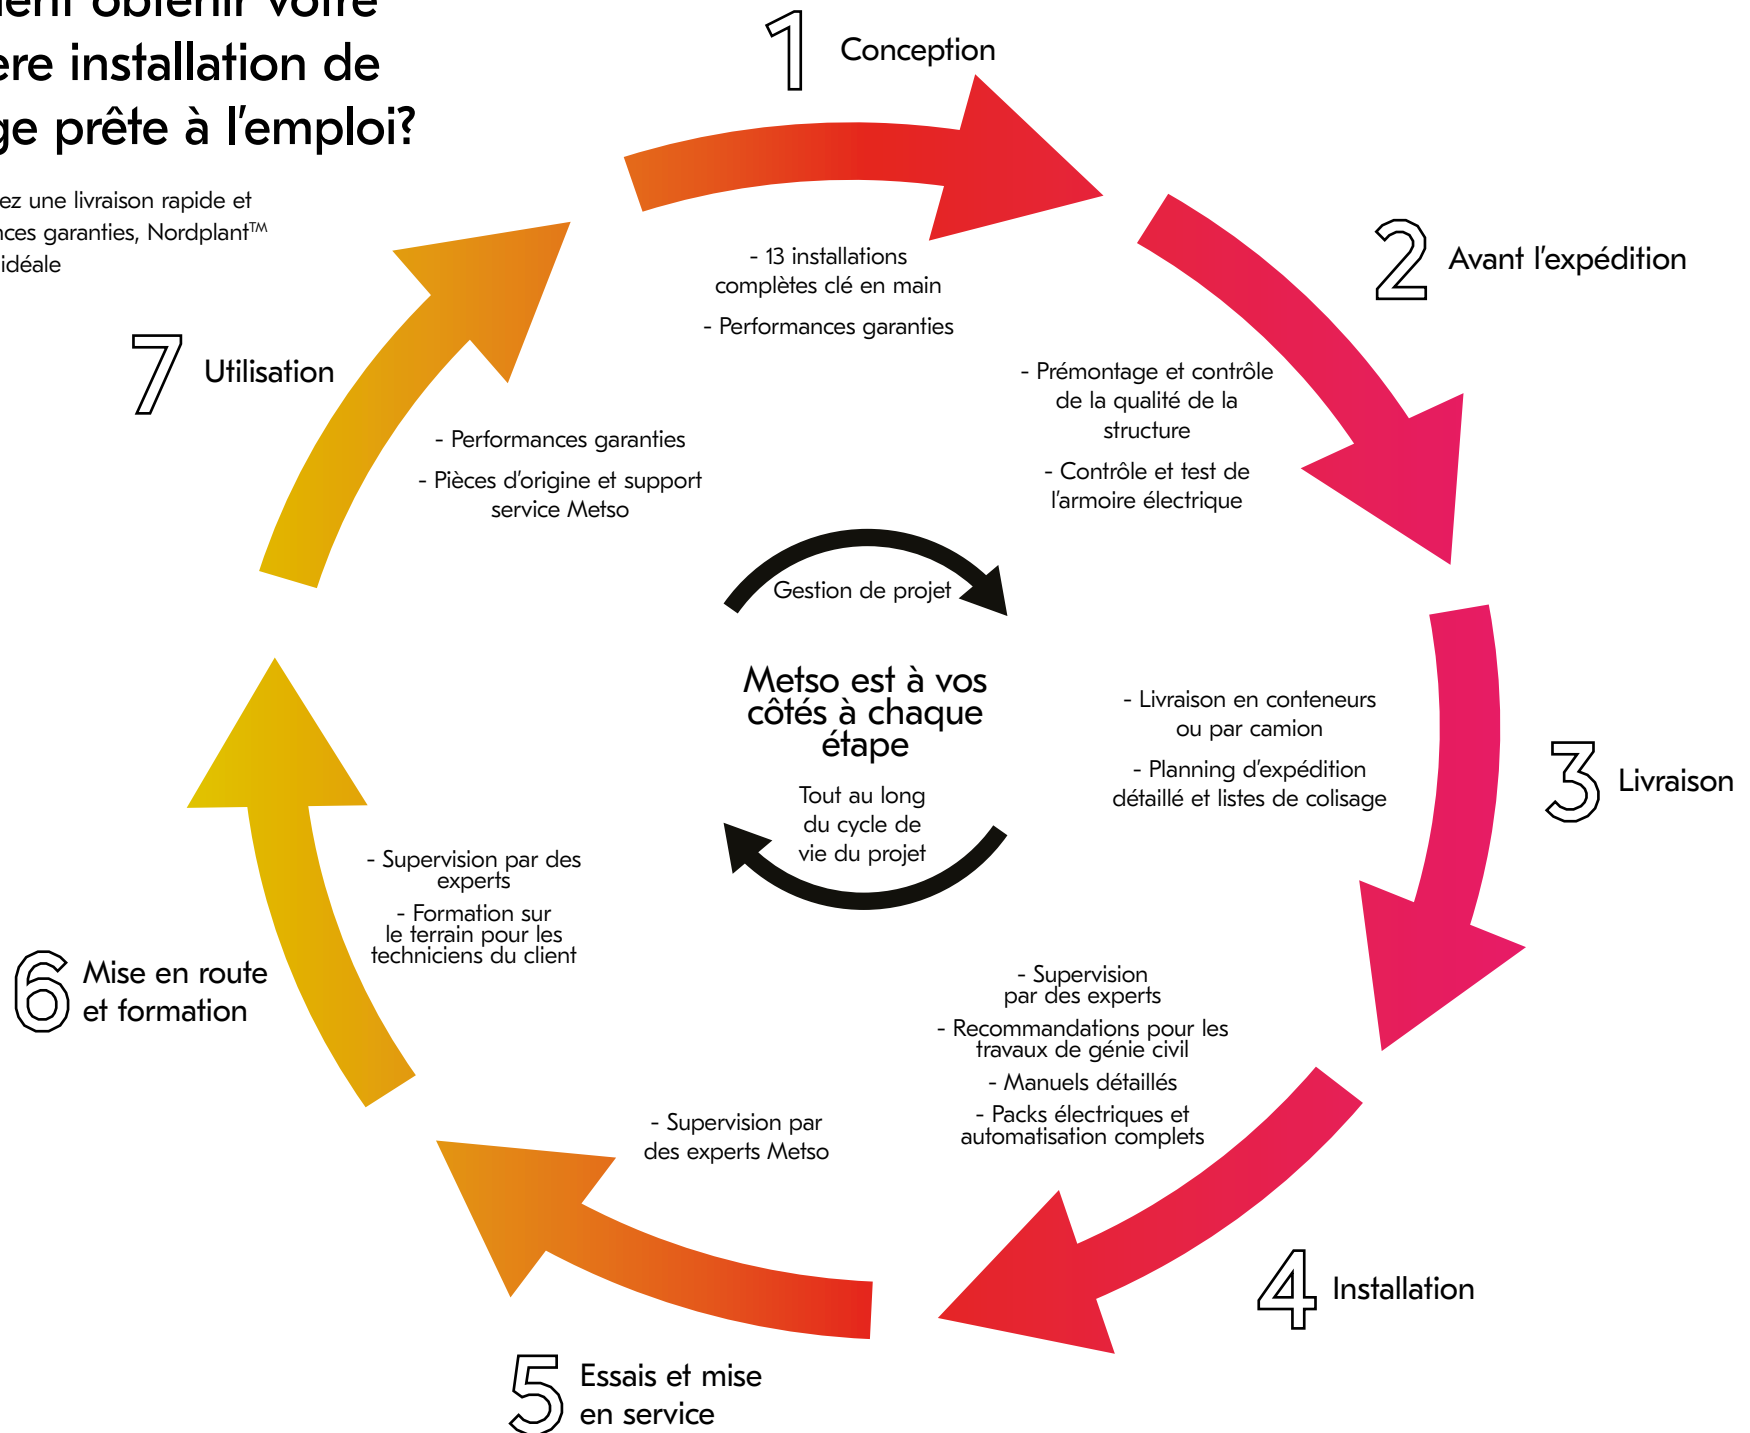 obtenir votre
installation de
prête à l'emploi?
une livraison rapide et
garanties, Nordplant™
idéale
1 Conception
- 13 installations
complètes clé en main
- Performances garanties
2 Avant l'expédition
- Prémontage et contrôle
de la qualité de la
structure
- Contrôle et test de
l'armoire électrique
3 Livraison
- Livraison en conteneurs
ou par camion
- Planning d'expédition
détaillé et listes de colisage
4 Installation
- Supervision
par des experts
- Recommandations pour les
travaux de génie civil
- Manuels détaillés
- Packs électriques et
automatisation complets
5 Essais et mise
en service
- Supervision par
des experts Metso
6 Mise en route
et formation
- Supervision par des
experts
- Formation sur
le terrain pour les
techniciens du client
7 Utilisation
- Performances garanties
- Pièces d'origine et support
service Metso
Gestion de projet
Metso est à vos
côtés à chaque
étape
Tout au long
du cycle de
vie du projet